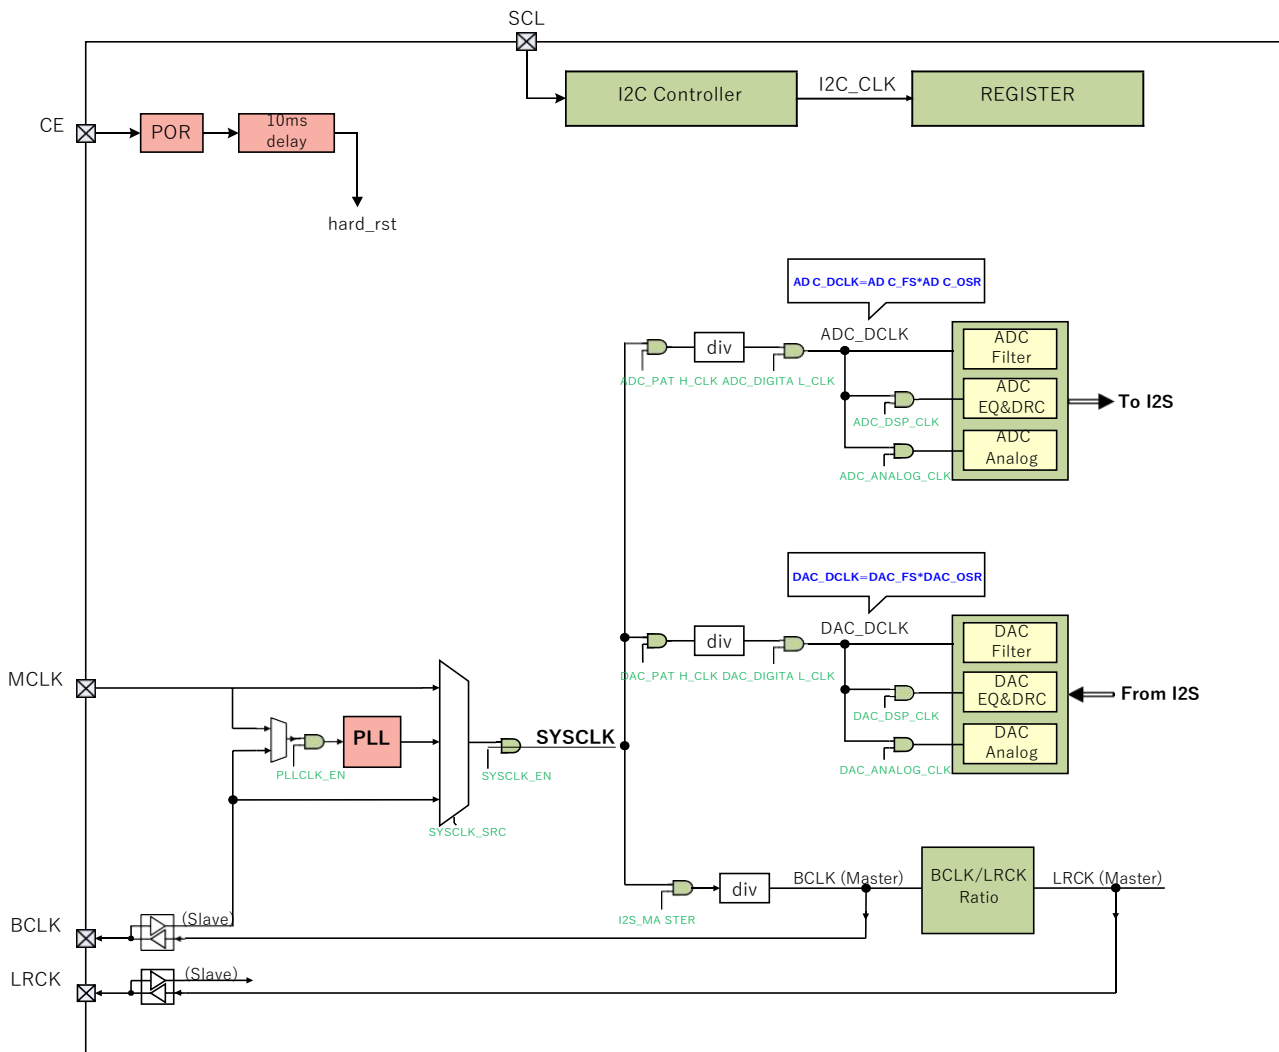 SCL
I2C Controller
I2C_CLK
REGISTER
CE
POR
10ms
delay
hard_rst
AD C_DCLK=AD C_FS*AD C_OSR
ADC_DCLK
div
ADC_PAT H_CLK ADC_DIGITA L_CLK
ADC
Filter
ADC
EQ&DRC
ADC_DSP_CLK
ADC
Analog
ADC_ANALOG_CLK
To I2S
DAC_DCLK=DAC_FS*DAC_OSR
DAC_DCLK
div
DAC_PAT H_CLK DAC_DIGITA L_CLK
DAC
Filter
DAC
EQ&DRC
DAC_DSP_CLK
DAC
Analog
DAC_ANALOG_CLK
From I2S
MCLK
PLL
PLLCLK_EN
SYSCLK
SYSCLK_EN
SYSCLK_SRC
I2S_MA STER
div
BCLK (Master)
BCLK/LRCK
Ratio
LRCK (Master)
BCLK
(Slave)
LRCK
(Slave)